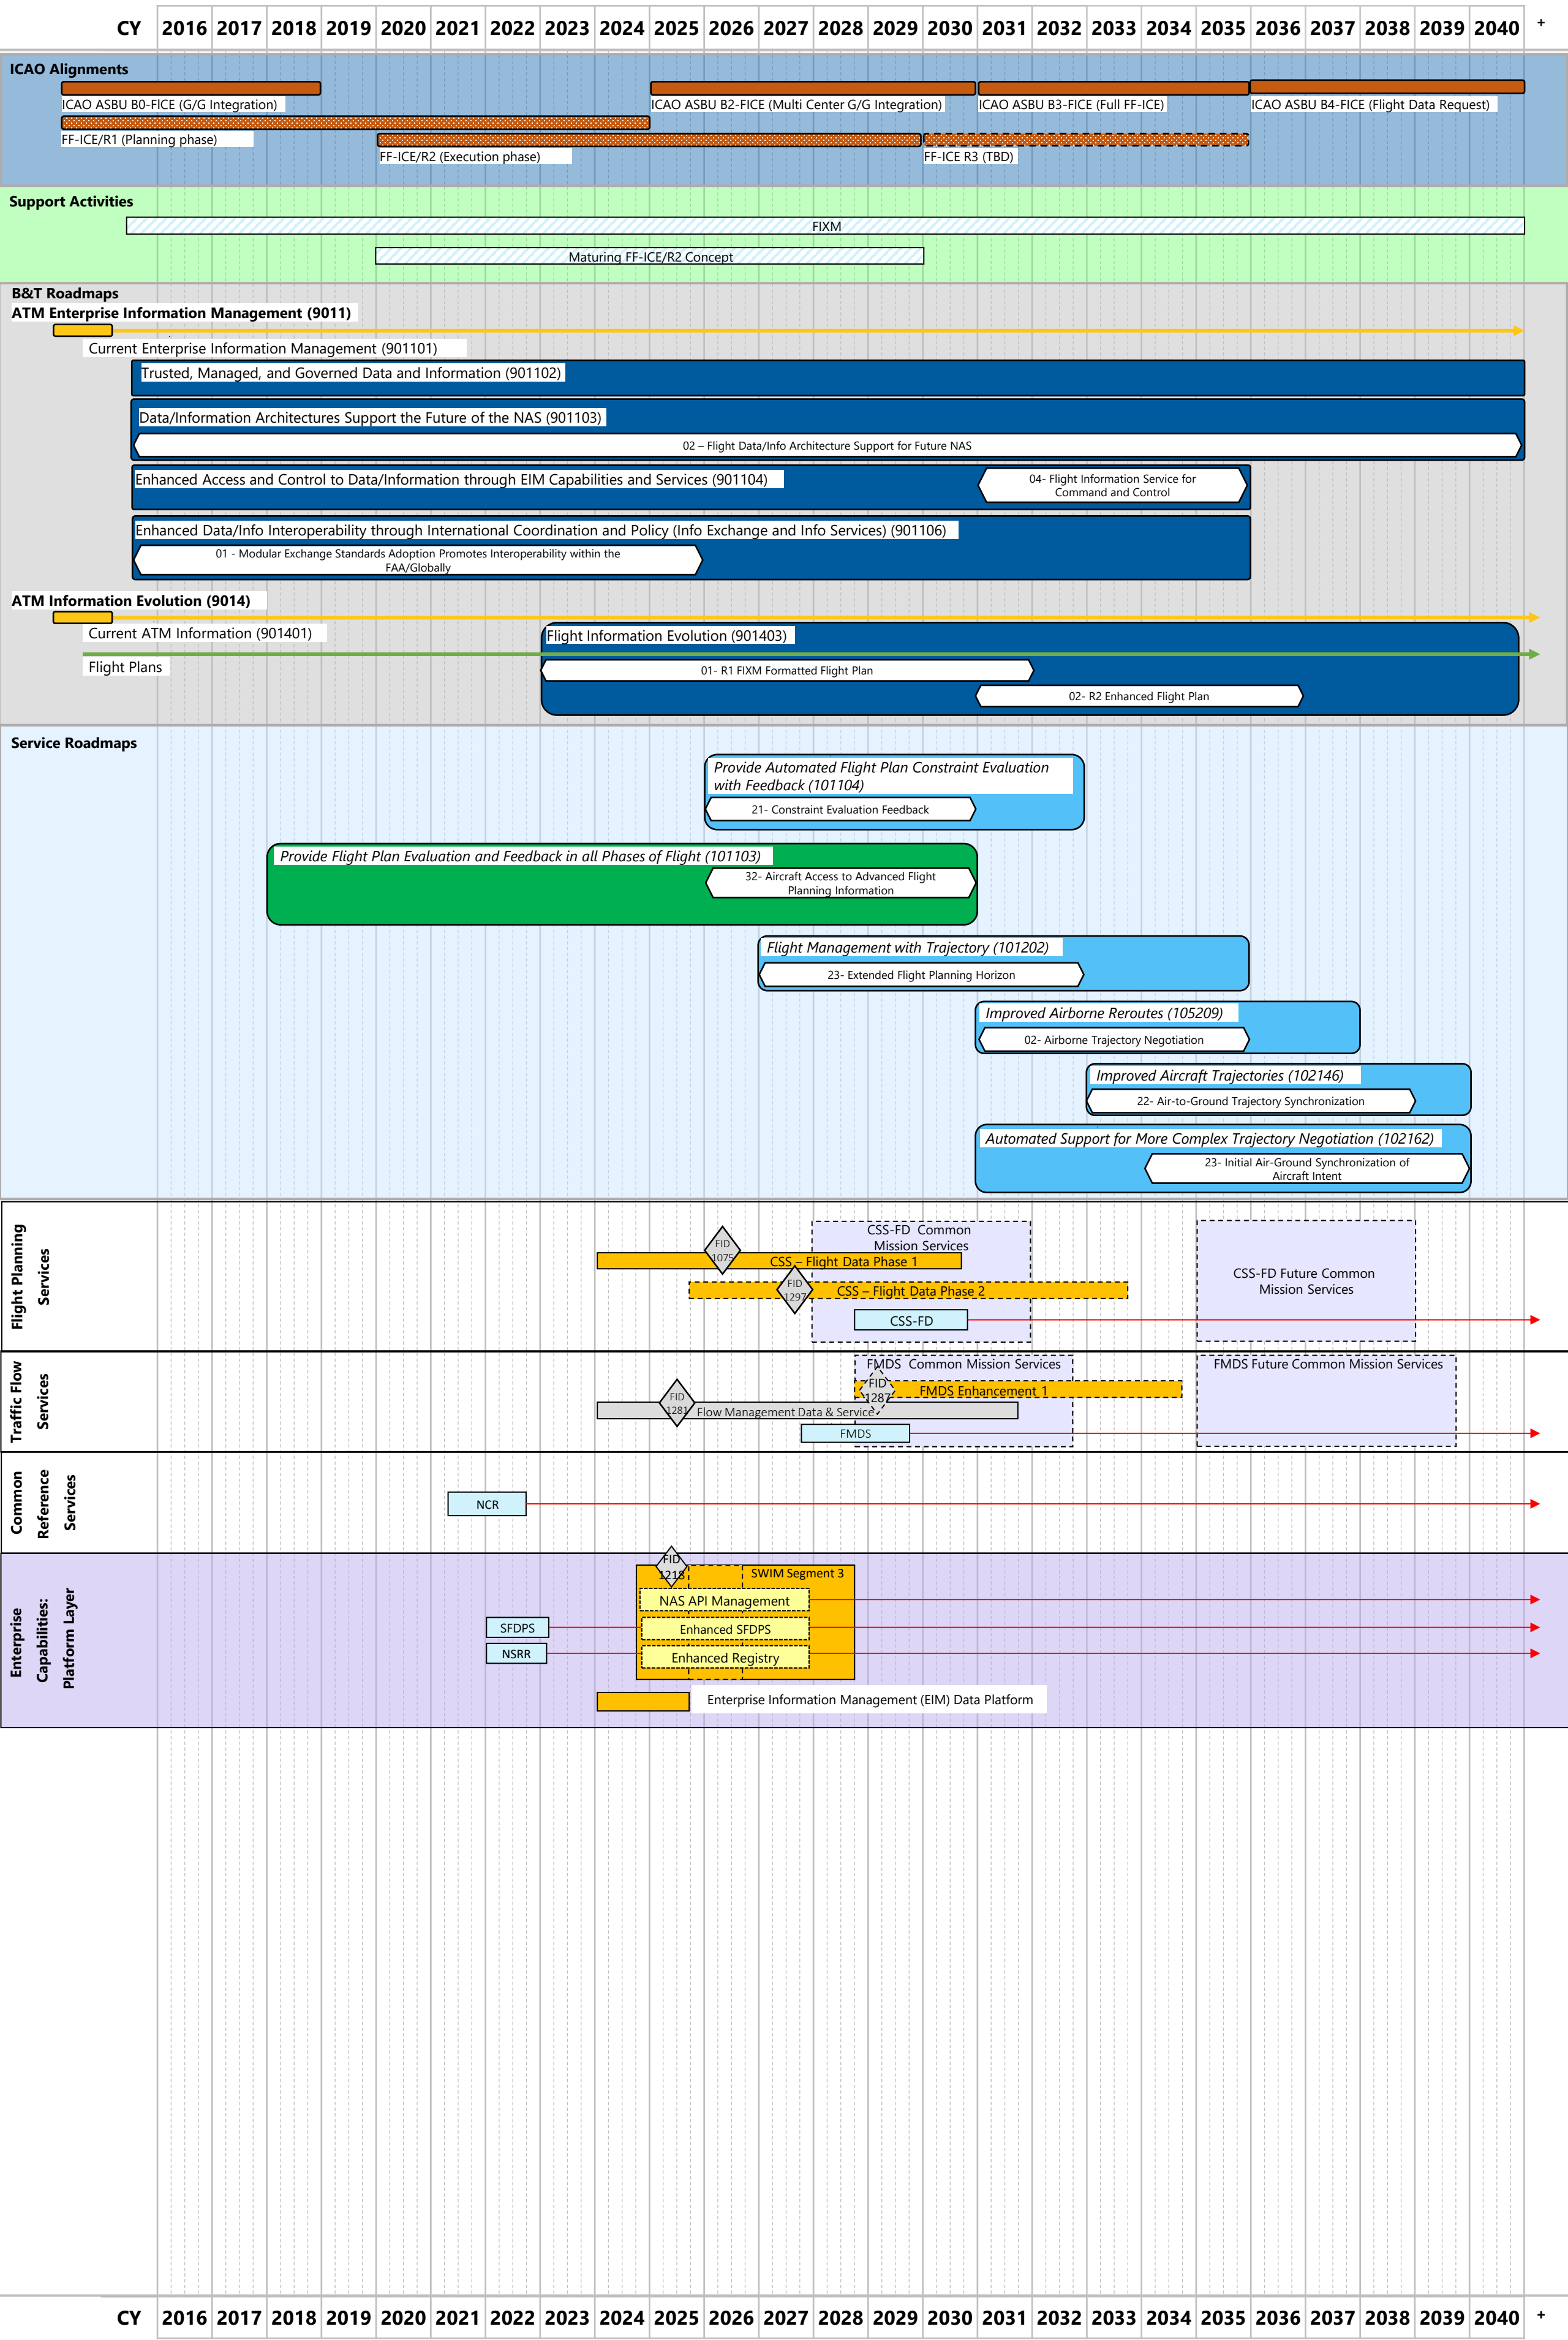 CY 2016 2017 2018 2019 2020 2021 2022 2023 2024 2025 2026 2027 2028 2029 2030 2031 2032 2033 2034 2035 2036 2037 2038 2039 2040 +
ICAO Alignments
ICAO ASBU B0-FICE (G/G Integration)
ICAO ASBU B2-FICE (Multi Center G/G Integration)
ICAO ASBU B3-FICE (Full FF-ICE)
ICAO ASBU B4-FICE (Flight Data Request)
FF-ICE/R1 (Planning phase)
FF-ICE/R2 (Execution phase)
FF-ICE R3 (TBD)
Support Activities
FIXM
Maturing FF-ICE/R2 Concept
B&T Roadmaps
ATM Enterprise Information Management (9011)
Current Enterprise Information Management (901101)
Trusted, Managed, and Governed Data and Information (901102)
Data/Information Architectures Support the Future of the NAS (901103)
02 – Flight Data/Info Architecture Support for Future NAS
Enhanced Access and Control to Data/Information through EIM Capabilities and Services (901104)
04- Flight Information Service for
Command and Control
Enhanced Data/Info Interoperability through International Coordination and Policy (Info Exchange and Info Services) (901106)
01 - Modular Exchange Standards Adoption Promotes Interoperability within the
FAA/Globally
ATM Information Evolution (9014)
Current ATM Information (901401)
Flight Information Evolution (901403)
Flight Plans
01- R1 FIXM Formatted Flight Plan
02- R2 Enhanced Flight Plan
Service Roadmaps
Provide Automated Flight Plan Constraint Evaluation
with Feedback (101104)
21- Constraint Evaluation Feedback
Provide Flight Plan Evaluation and Feedback in all Phases of Flight (101103)
32- Aircraft Access to Advanced Flight
Planning Information
Flight Management with Trajectory (101202)
23- Extended Flight Planning Horizon
Improved Airborne Reroutes (105209)
02- Airborne Trajectory Negotiation
Improved Aircraft Trajectories (102146)
22- Air-to-Ground Trajectory Synchronization
Automated Support for More Complex Trajectory Negotiation (102162)
23- Initial Air-Ground Synchronization of
Aircraft Intent
Flight Planning
Services
CSS-FD Common
Mission Services
FID
1075
CSS – Flight Data Phase 1
CSS-FD Future Common
Mission Services
FID
1297
CSS – Flight Data Phase 2
CSS-FD
Traffic Flow
Services
FMDS Common Mission Services
FMDS Future Common Mission Services
FID
1287
FMDS Enhancement 1
FID
1281
Flow Management Data & Service
FMDS
Common
Reference
Services
NCR
Enterprise
Capabilities:
Platform Layer
FID
1218
SWIM Segment 3
NAS API Management
SFDPS
Enhanced SFDPS
NSRR
Enhanced Registry
Enterprise Information Management (EIM) Data Platform
CY 2016 2017 2018 2019 2020 2021 2022 2023 2024 2025 2026 2027 2028 2029 2030 2031 2032 2033 2034 2035 2036 2037 2038 2039 2040 +